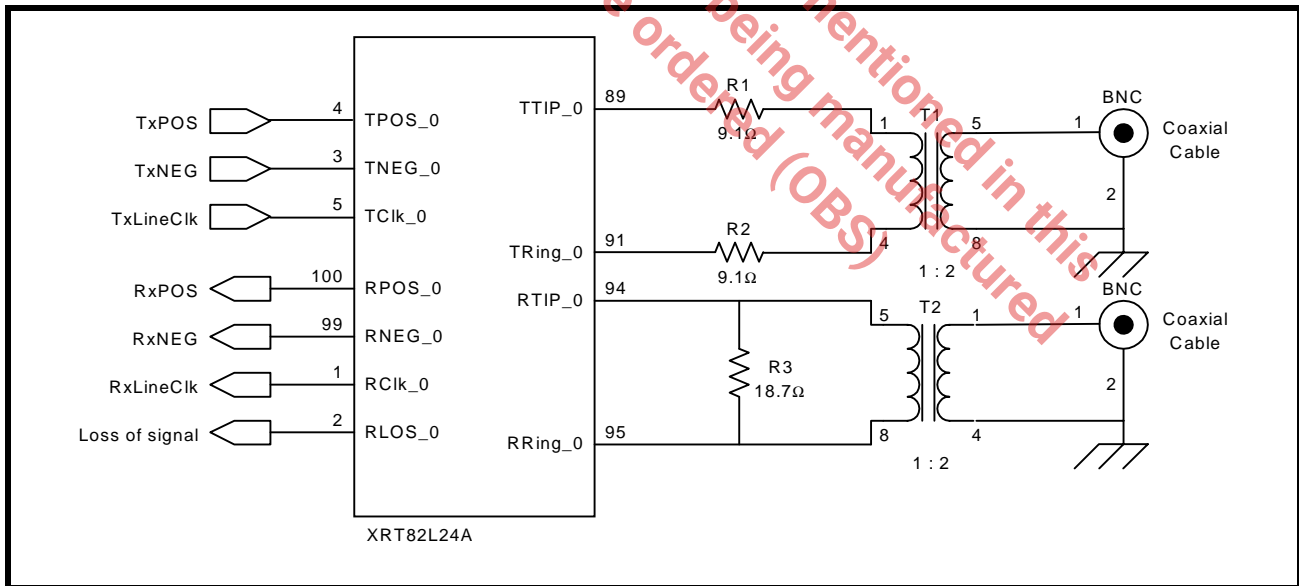 mentioned in this
being manufactured
e ordered (OBS)
TxPOS
4
TPOS_0
TxNEG
3
TNEG_0
TxLineClk
5
TClk_0
RxPOS
100
RPOS_0
RxNEG
99
RNEG_0
RxLineClk
1
RClk_0
Loss of signal
2
RLOS_0
TTIP_0
89
R1
9.1Ω
TRing_0
91
R2
9.1Ω
1
4
T1
5
8
1 : 2
BNC
1
2
Coaxial
Cable
RTIP_0
94
R3
18.7Ω
RRing_0
95
5
8
T2
1
4
1 : 2
BNC
1
2
Coaxial
Cable
XRT82L24A